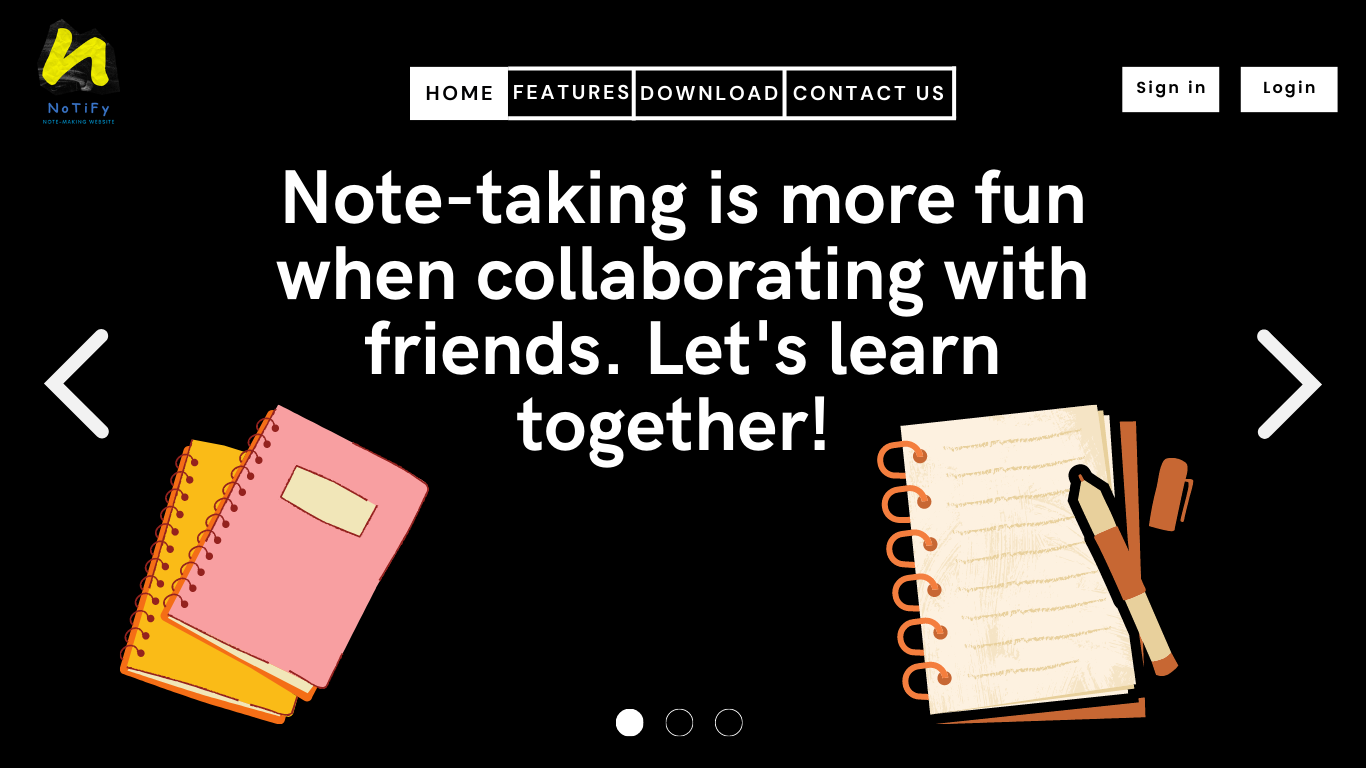 n
NoTiFy
NOTE-MAKING WEBSITE
HOME FEATURES DOWNLOAD CONTACT US
Sign in Login
Note-taking is more fun
when collaborating with
friends. Let's learn
together!